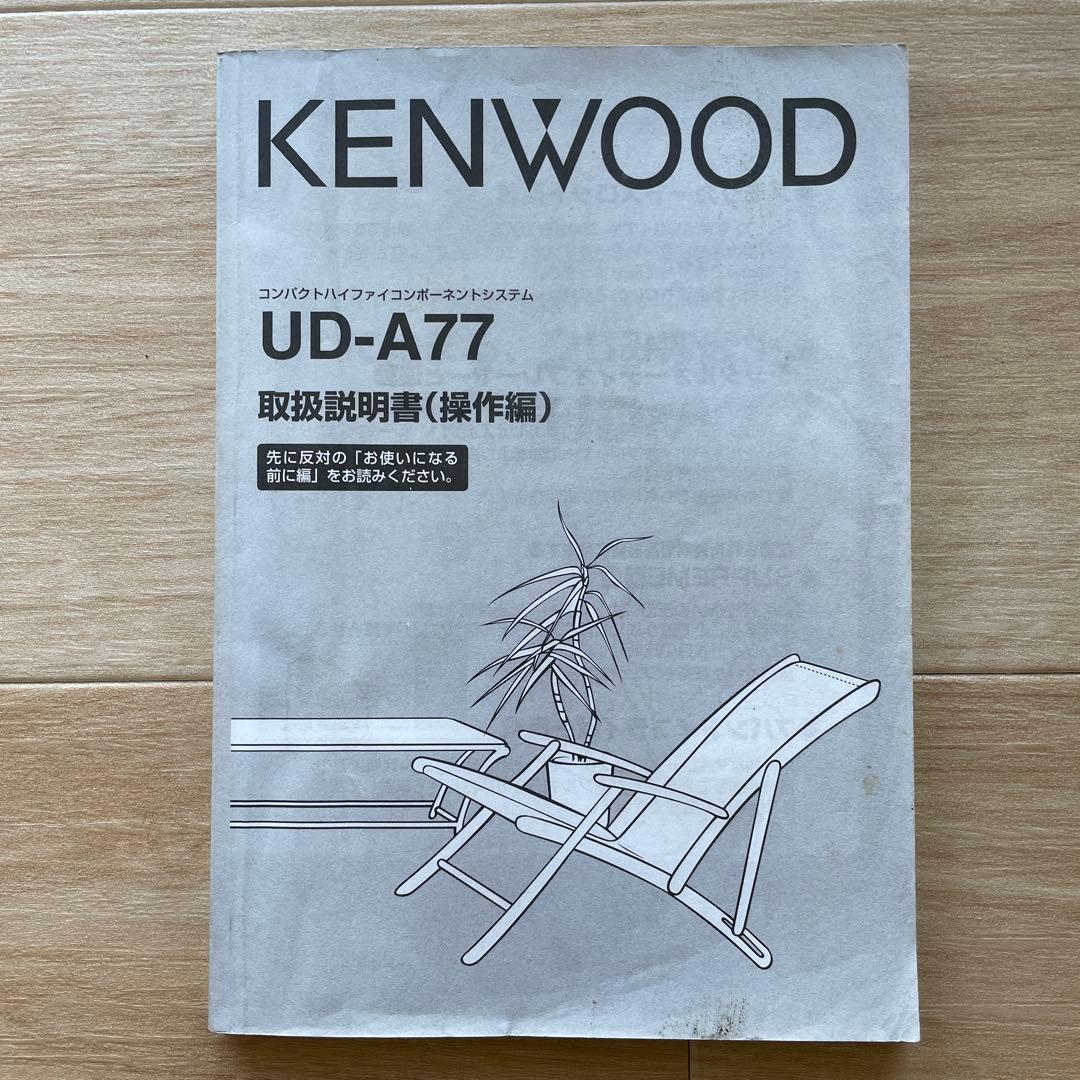 KENWOOD
コンパクトハイファイコンポーネントシステム
UD-A77
取扱説明書(操作編)
先に反対の「お使いになる
前に編」をお読みください。